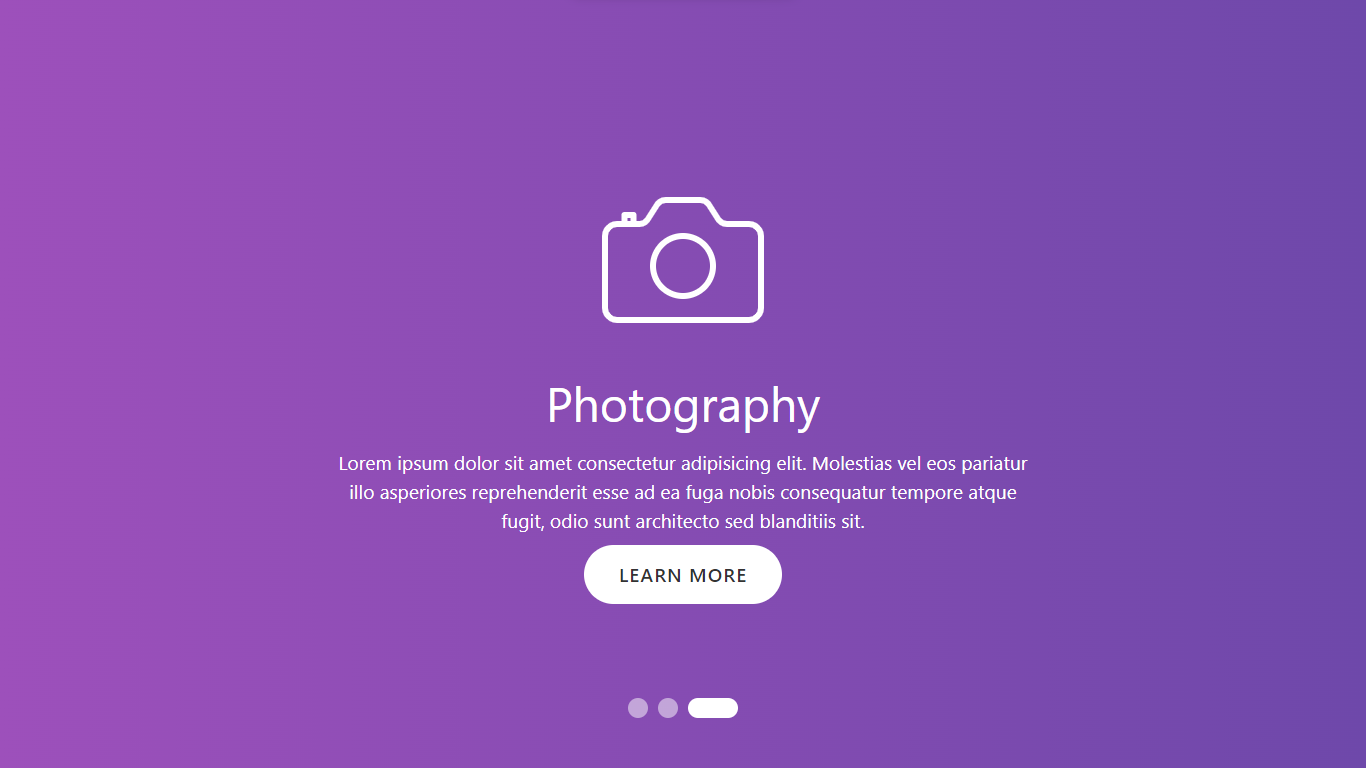 Photography
Lorem ipsum dolor sit amet consectetur adipisicing elit. Molestias vel eos pariatur
illo asperiores reprehenderit esse ad ea fuga nobis consequatur tempore atque
fugit, odio sunt architecto sed blanditiis sit.
LEARN MORE